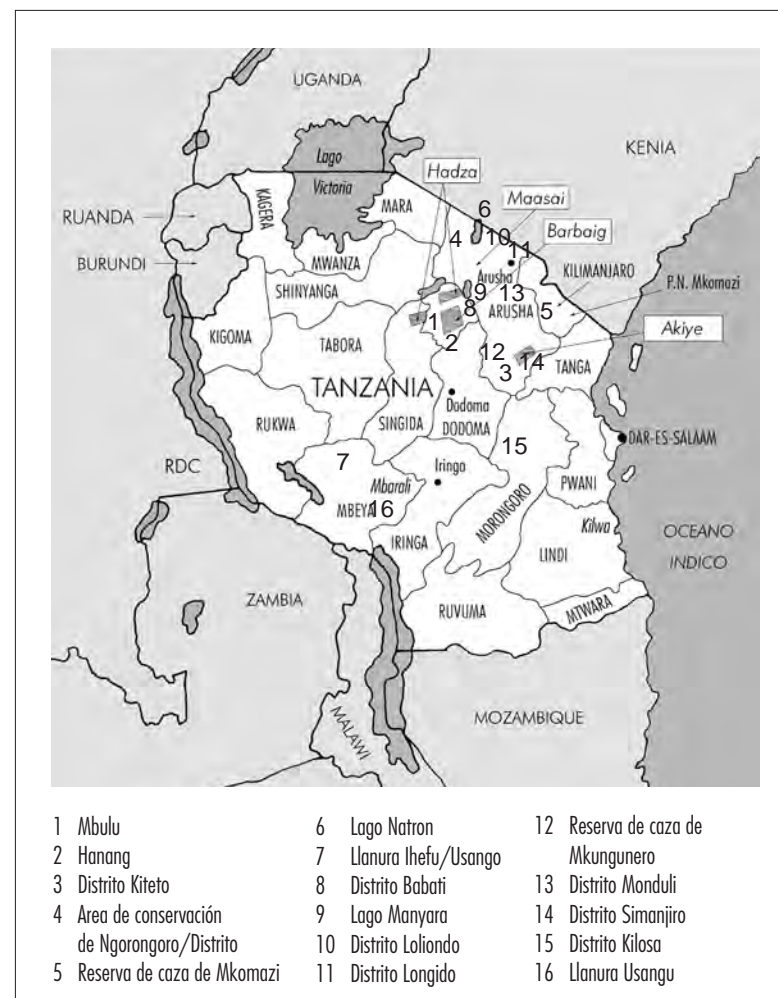 UGANDA
KENIA
Lago
Victoria
Hadza
Maasai
Barbaig
Akiye
RUANDA
BURUNDI
KAGERA
MARA
MWANZA
SHINYANGA
6
10
4
11
Arusha
KILIMANJARO
P.N. Mkomazi
9
13
ARUSHA
5
8
1
2
12
14
3
KIGOMA
TABORA
TANZANIA
TANGA
Dodoma
DODOMA
SINGIDA
RUKWA
DAR-ES-SALAAM
RDC
7
15
Iringo
Mbarali
PWANI
MBEYA
16
MORONGORO
Kilwa
OCEANO
INDICO
IRINGA
LINDI
ZAMBIA
RUVUMA
MTWARA
MALAWI
MOZAMBIQUE
1 Mbulu
2 Hanang
3 Distrito Kiteto
4 Area de conservación
de Ngorongoro/Distrito
5 Reserva de caza de Mkomazi
6 Lago Natron
7 Llanura Ihefu/Usango
8 Distrito Babati
9 Lago Manyara
10 Distrito Loliondo
11 Distrito Longido
12 Reserva de caza de
Mkungunero
13 Distrito Monduli
14 Distrito Simanjiro
15 Distrito Kilosa
16 Llanura Usangu